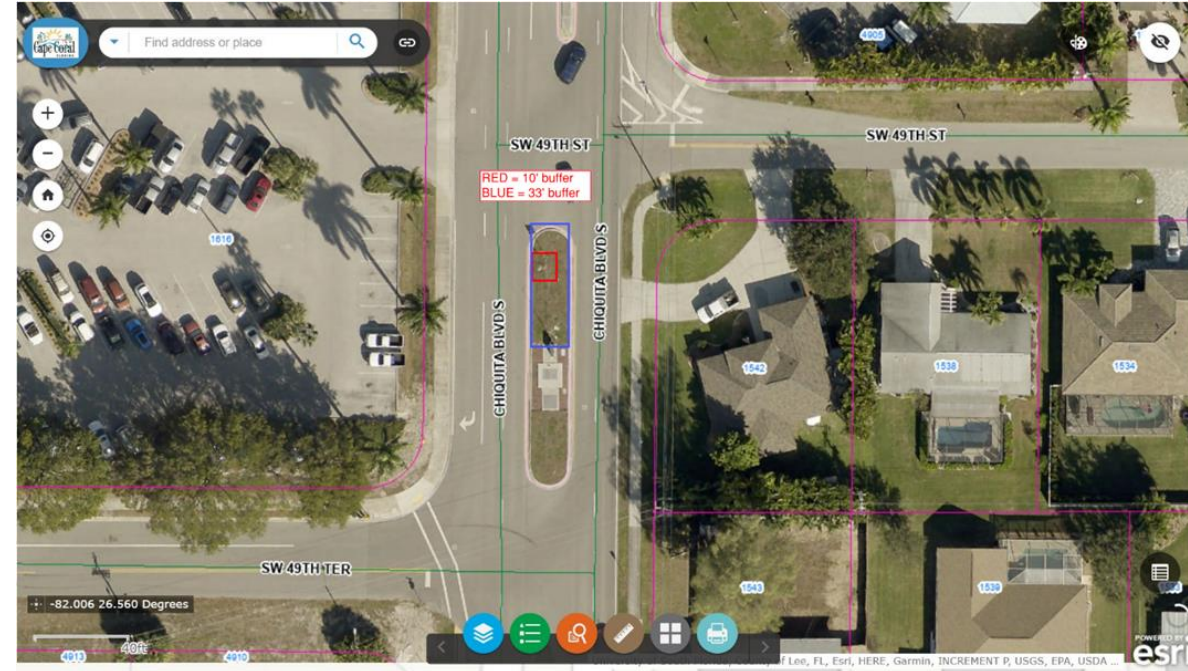 Cape Coral
FLORIDA
Find address or place
4905
SW 49TH ST
SW 49TH ST
RED = 10' buffer
BLUE = 33' buffer
1616
CHIQUITA BLVD S
CHIQUITA BLVD S
1542
1538
1534
SW 49TH TER
1543
1539
-82.006 26.560 Degrees
40ft
4913
4910
of Lee, FL, Esri, HERE, Garmin, INCREMENT P, USGS, EPA, USDA ...
POWERED BY
esri